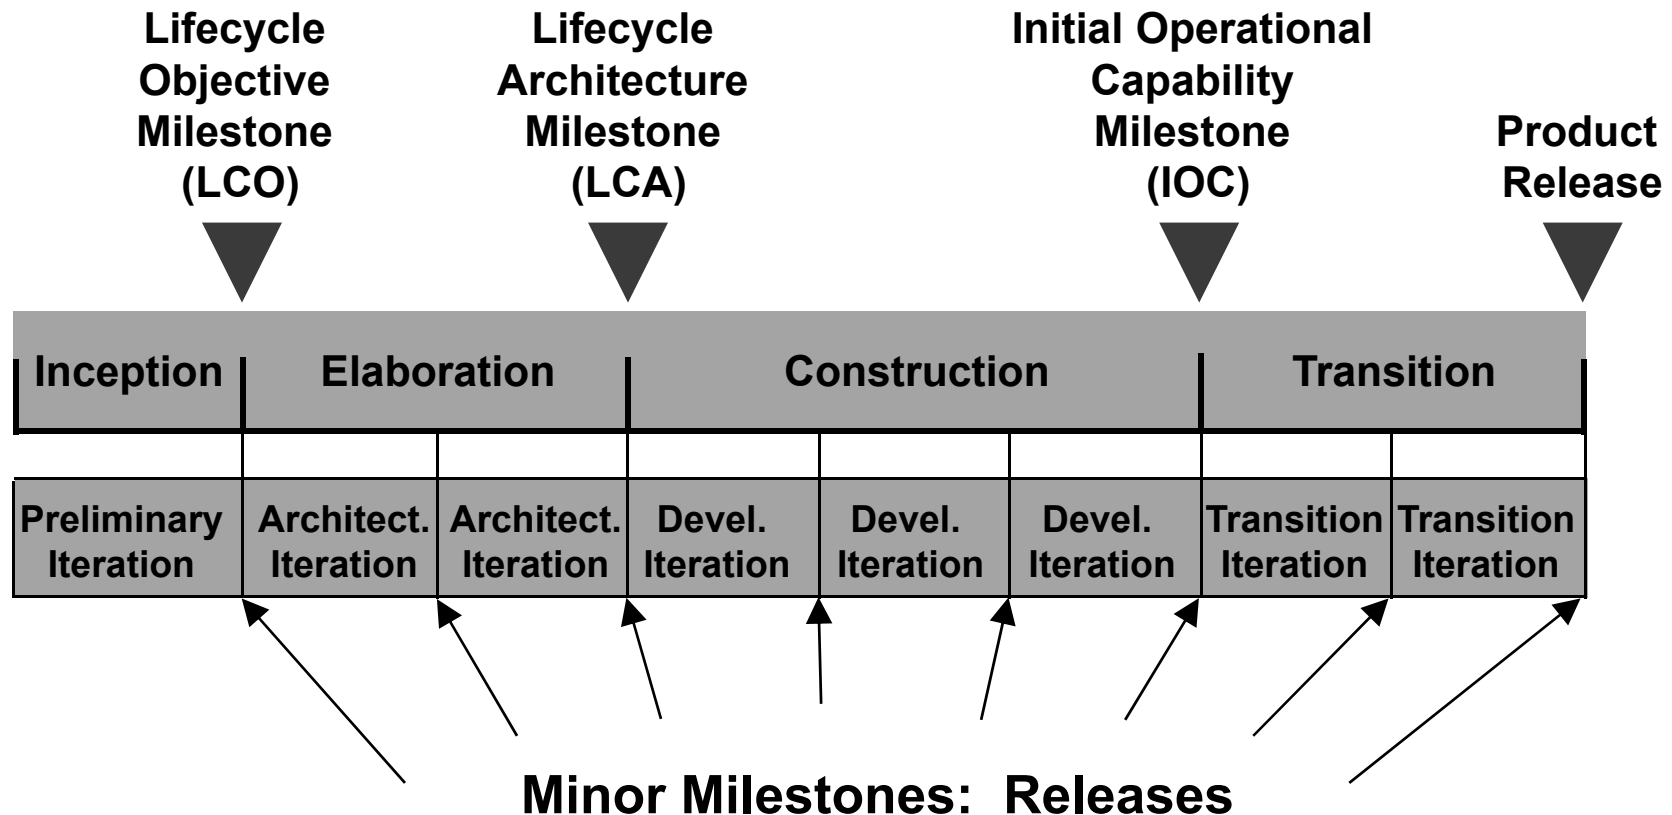 Lifecycle
Objective
Milestone
(LCO)
Lifecycle
Architecture
Milestone
(LCA)
Initial Operational
Capability
Milestone
(IOC)
Product
Release
Inception
Elaboration
Construction
Transition
Preliminary
Iteration
Architect.
Iteration
Architect.
Iteration
Devel.
Iteration
Devel.
Iteration
Devel.
Iteration
Transition
Iteration
Transition
Iteration
Minor Milestones: Releases